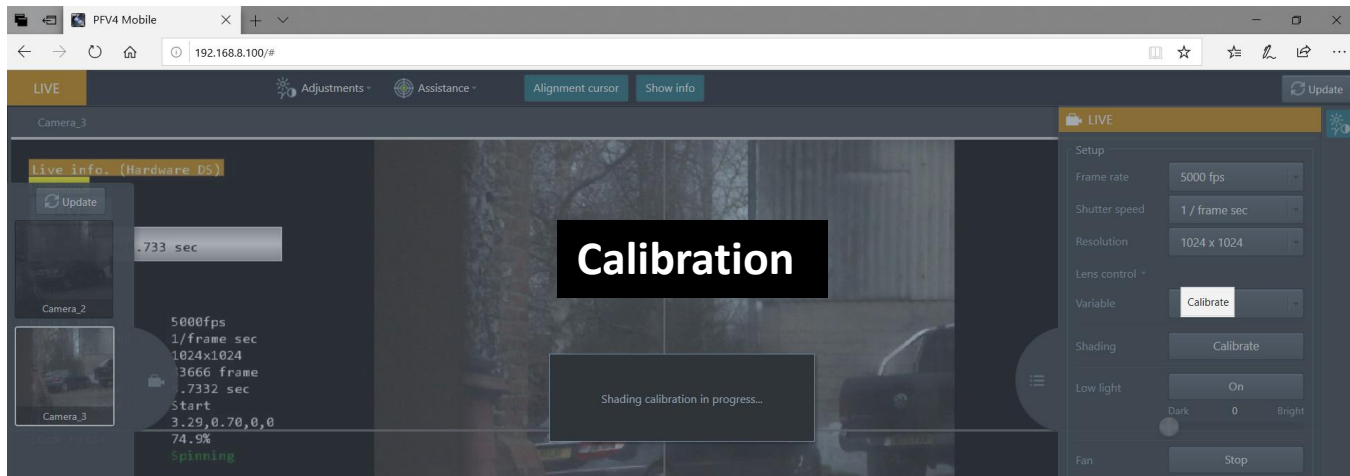 PFV4 Mobile
192.168.8.100/#
LIVE
Adjustments
Assistance
Alignment cursor
Show info
Update
Camera_3
LIVE
Live info. (Hardware DS)
Update
.733 sec
Camera_2
Camera_3
5000fps
1/frame sec
1024x1024
3666 frame
.7332 sec
Start
3.29,0.70,0,0
74.9%
Spinning
Calibration
Shading calibration in progress...
Setup
Frame rate 5000 fps
Shutter speed 1 / frame sec
Resolution 1024 x 1024
Lens control
Variable Calibrate
Shading Calibrate
Low light On
Dark 0 Bright
Fan Stop